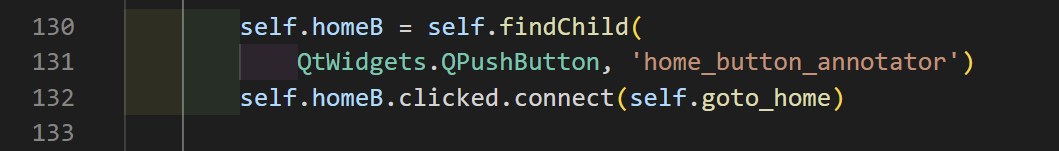 130 self.homeB = self.findChild(
131 QtWidgets.QPushButton, 'home_button_annotator')
132 self.homeB.clicked.connect(self.goto_home)
133